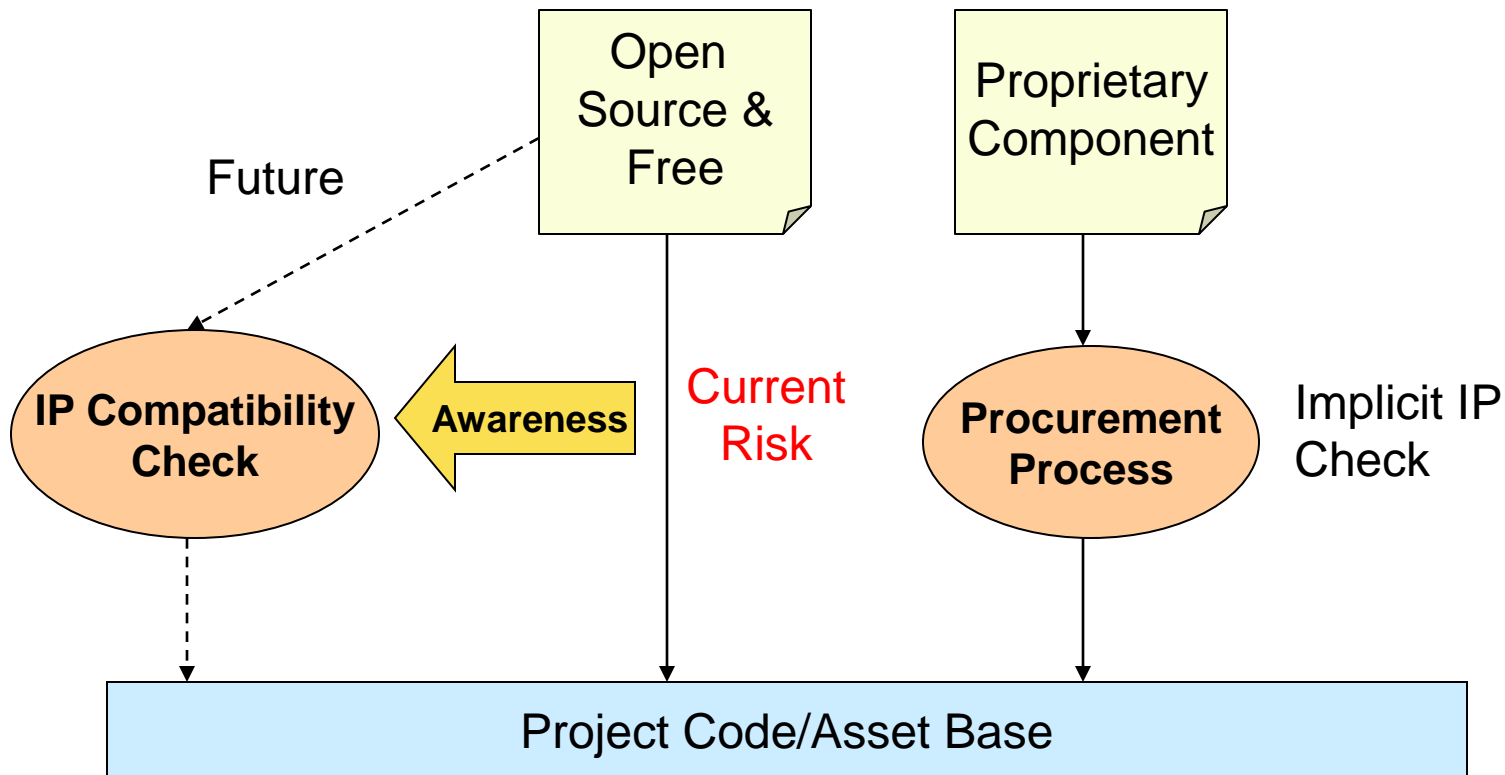 Open
Source &
Free
Proprietary
Component
Future
IP Compatibility
Check
Awareness
Current
Risk
Procurement
Process
Implicit IP
Check
Project Code/Asset Base